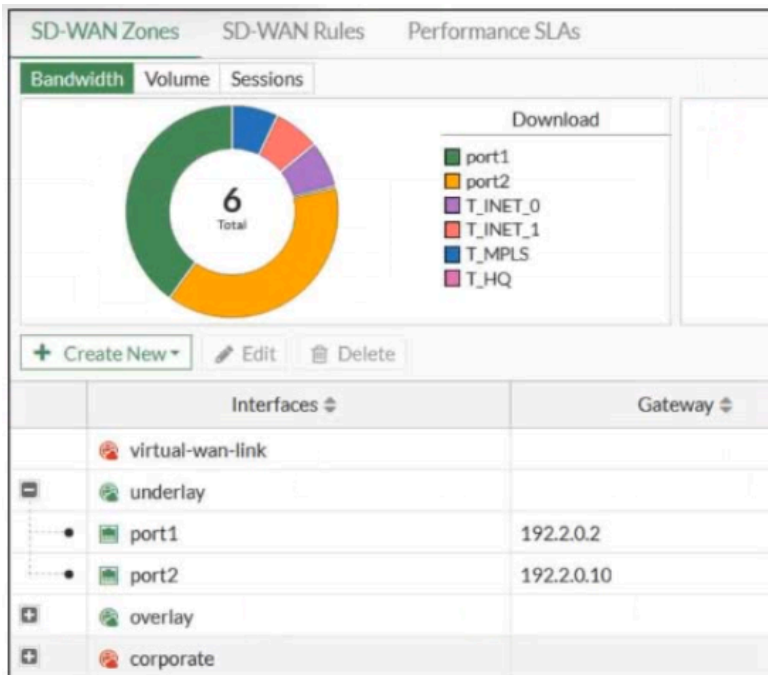 SD-WAN Zones SD-WAN Rules Performance SLAs
Bandwidth Volume Sessions
6
Total
Download
port1
port2
T_INET_0
T_INET_1
T_MPLS
T_HQ
+ Create New Edit Delete
Interfaces Gateway
virtual-wan-link
underlay
port1 192.2.0.2
port2 192.2.0.10
overlay
corporate